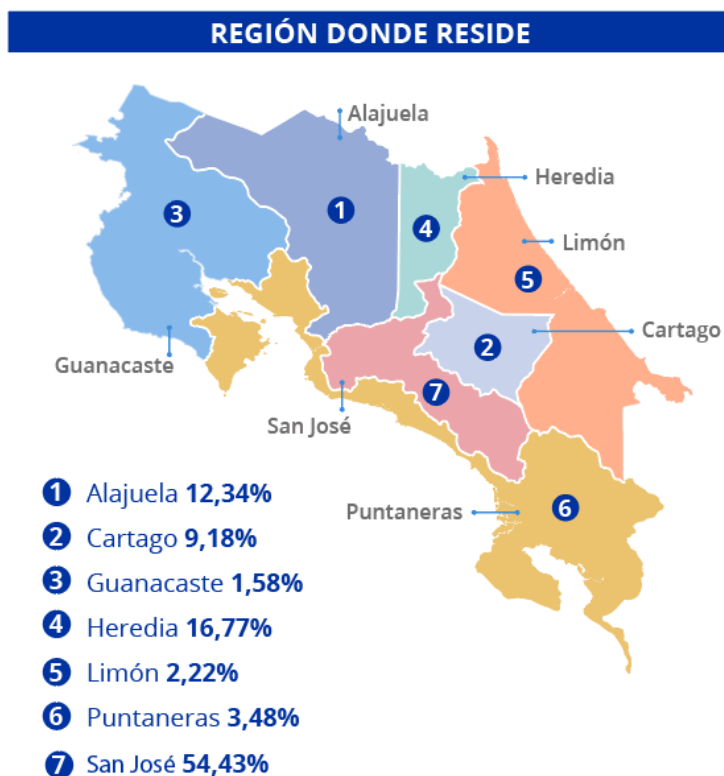 REGIÓN DONDE RESIDE
Alajuela
Heredia
3
1
4
Limón
5
Cartago
2
Guanacaste
7
San José
Puntaneras
6
1 Alajuela 12,34%
2 Cartago 9,18%
3 Guanacaste 1,58%
4 Heredia 16,77%
5 Limón 2,22%
6 Puntaneras 3,48%
7 San José 54,43%